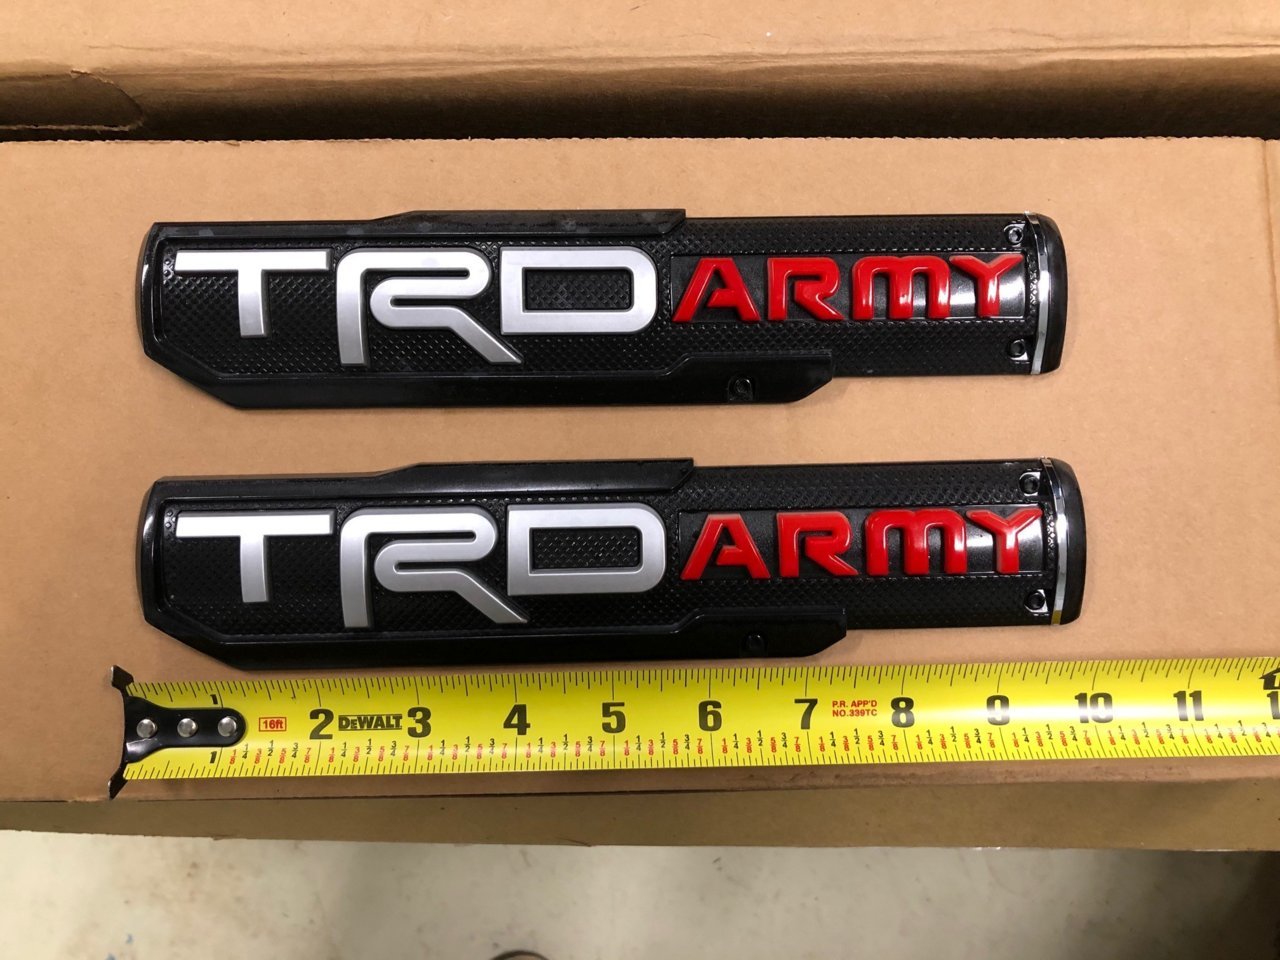 TRD ARMY
TRD ARMY
1 16ft 2 DEWALT 3 4 5 6 7 P.R. APP'D NO.339TC 8 9 10 11
1